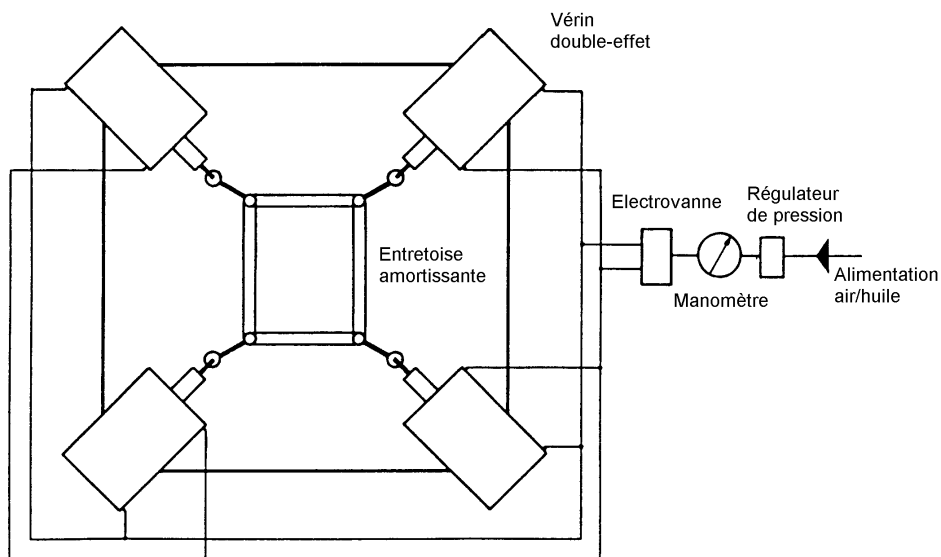 Vérin
double-effet
Electrovanne
Régulateur
de pression
Entretoise
amortissante
Manomètre
Alimentation
air/huile